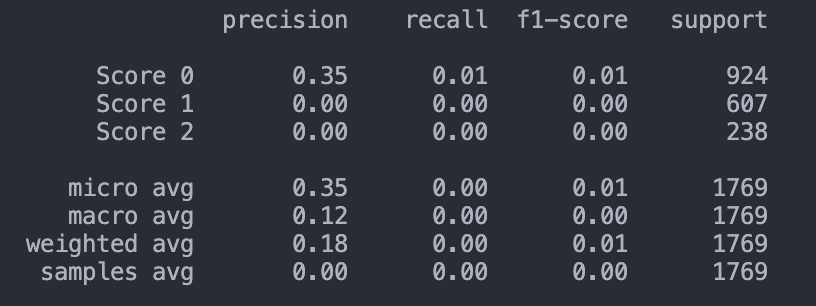 precision recall f1-score support
Score 0 0.35 0.01 0.01 924
Score 1 0.00 0.00 0.00 607
Score 2 0.00 0.00 0.00 238
micro avg 0.35 0.00 0.01 1769
macro avg 0.12 0.00 0.00 1769
weighted avg 0.18 0.00 0.01 1769
samples avg 0.00 0.00 0.00 1769